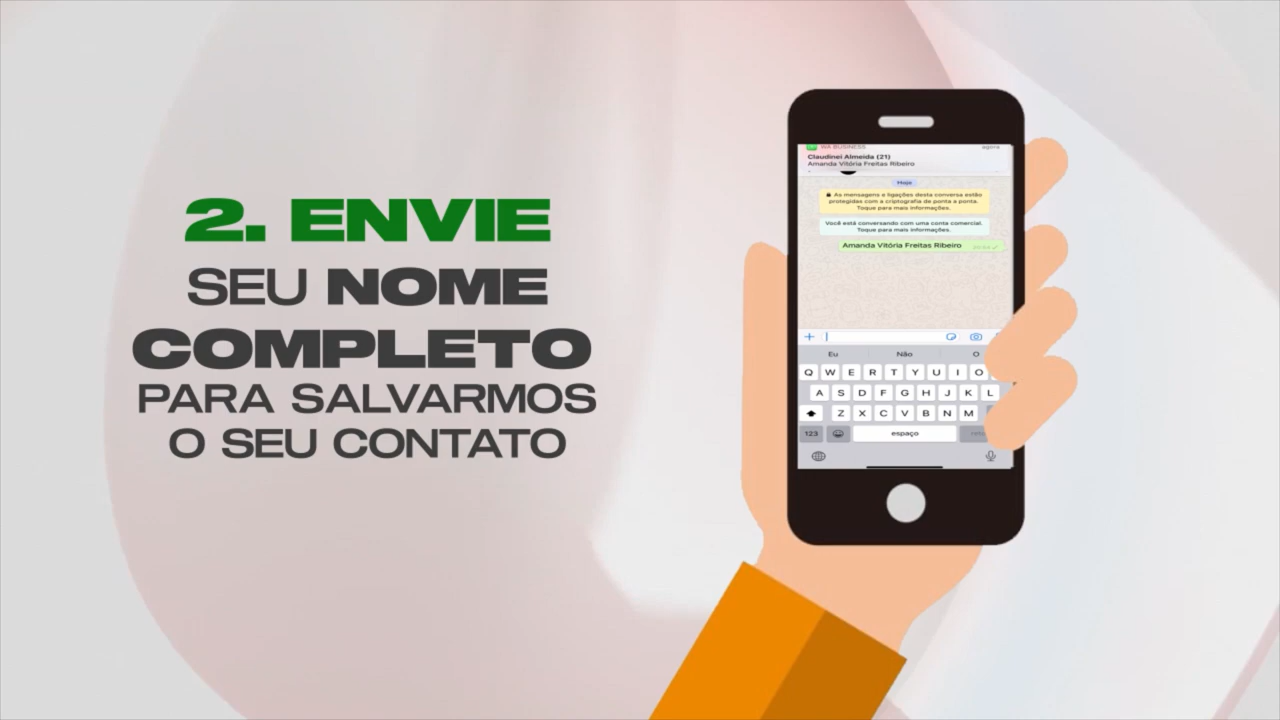 2. ENVIE
SEU NOME
COMPLETO
PARA SALVARMOS
O SEU CONTATO
WA BUSINESS
agora
Claudinei Almeida (21)
Amanda Vitória Freitas Ribeiro
Hoje
As mensagens e ligações desta conversa estão
protegidas com a criptografia de ponta a ponta.
Toque para mais informações.
Você está conversando com uma conta comercial.
Toque para mais informações.
Amanda Vitória Freitas Ribeiro
Eu Não O
Q W E R T Y U I O
A S D F G H J K L
Z X C V B N M
123 espaço